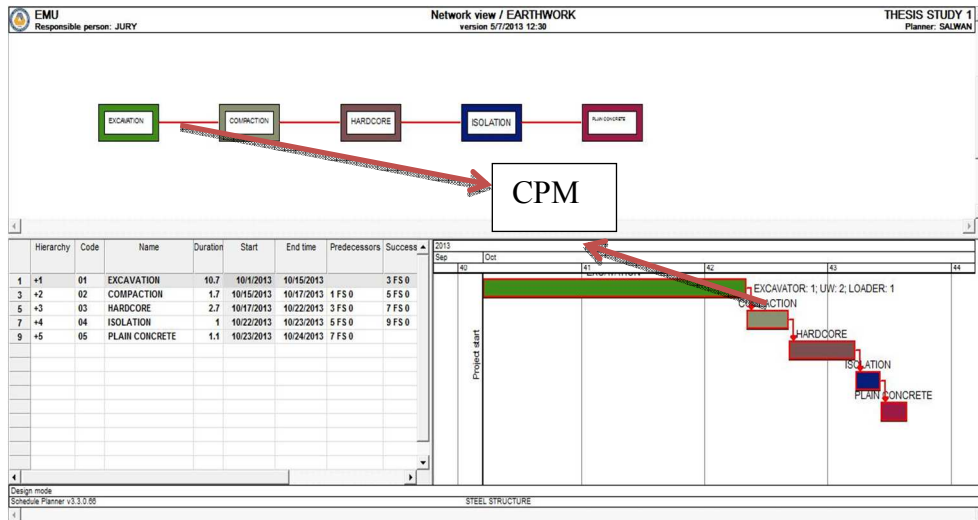 EMU
Responsible person: JURY
Network view / EARTHWORK
version 5/7/2013 12:30
THESIS STUDY 1
Planner: SALWAN
EXCAVATION
COMPACTION
HARDCORE
ISOLATION
PLAIN CONCRETE
CPM
Hierarchy Code Name Duration Start End time Predecessors Success
1 +1 01 EXCAVATION 10.7 10/1/2013 10/15/2013 3 FS 0
3 +2 02 COMPACTION 1.7 10/15/2013 10/17/2013 1 FS 0 5 FS 0
5 +3 03 HARDCORE 2.7 10/17/2013 10/22/2013 3 FS 0 7 FS 0
7 +4 04 ISOLATION 1 10/22/2013 10/23/2013 5 FS 0 9 FS 0
9 +5 05 PLAIN CONCRETE 1.1 10/23/2013 10/24/2013 7 FS 0
2013
Sep Oct
40 41 42 43 44
EXCAVATION
EXCAVATOR: 1; UW: 2; LOADER: 1
COMPACTION
HARDCORE
ISOLATION
PLAIN CONCRETE
Project start
Design mode
Schedule Planner v3.3.0.66
STEEL STRUCTURE